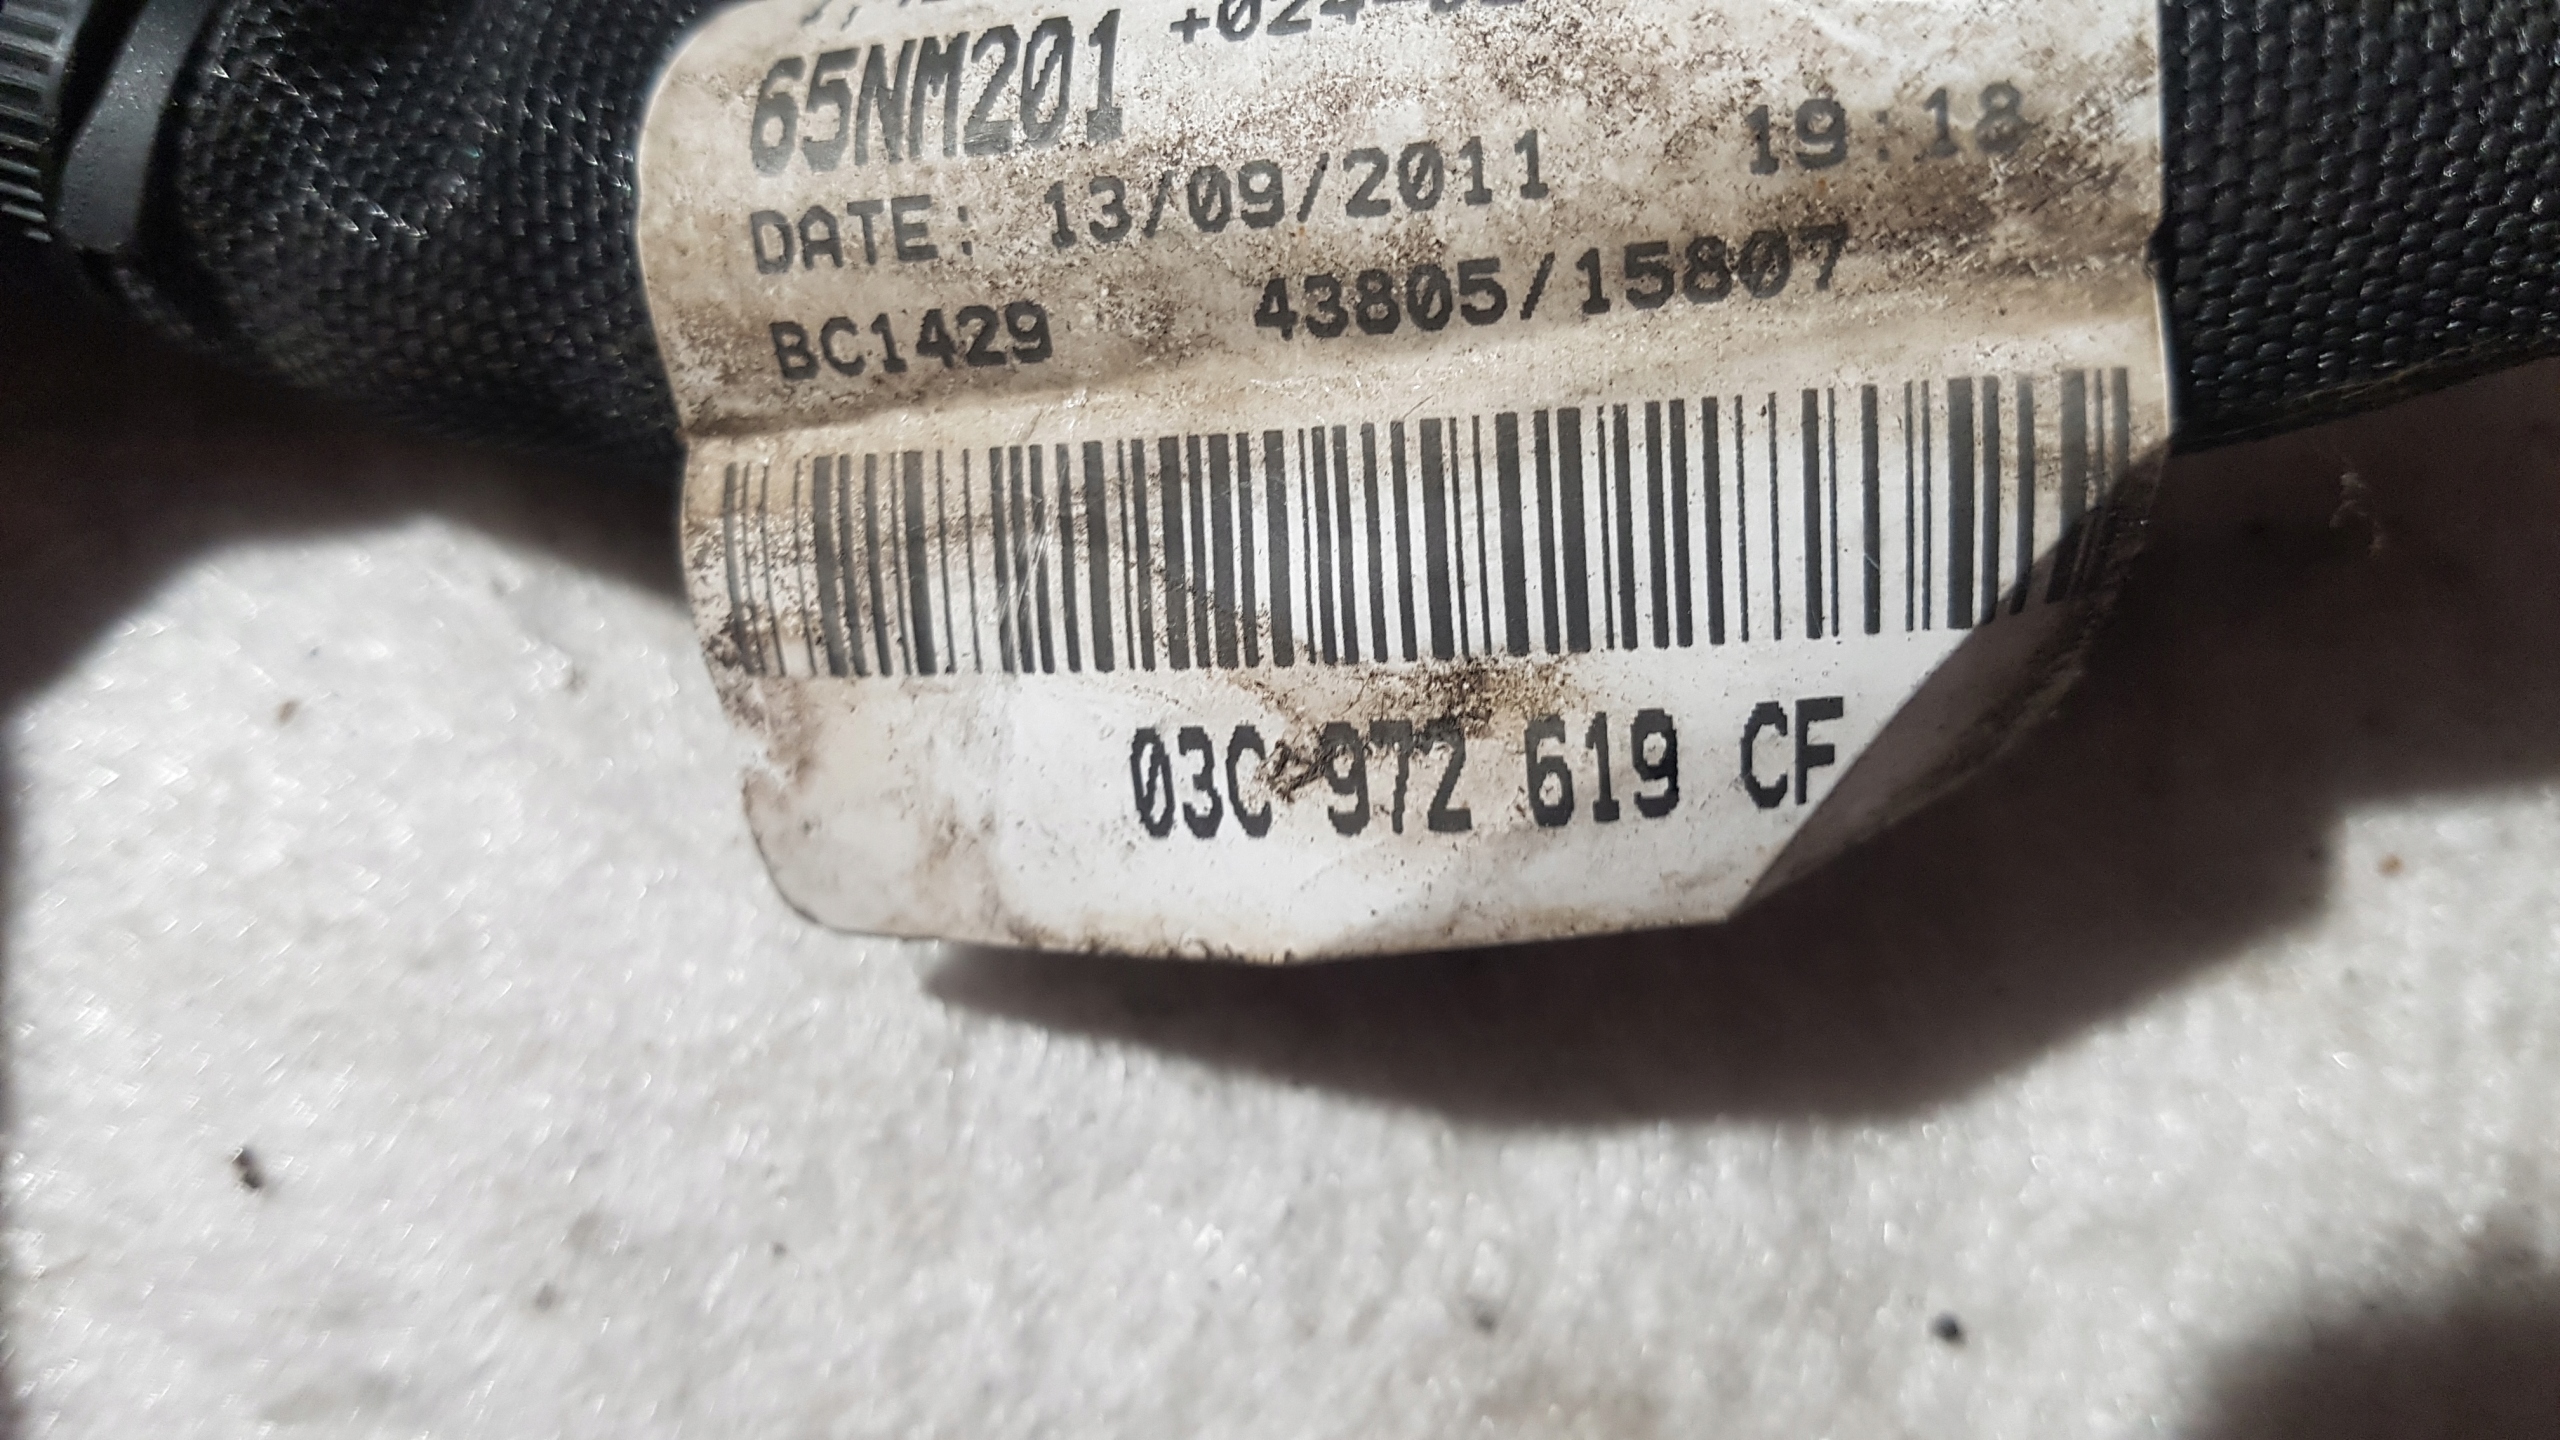 65NM201
DATE: 13/09/2011 19:18
BC1429 43805/15807
03C 972 619 CF